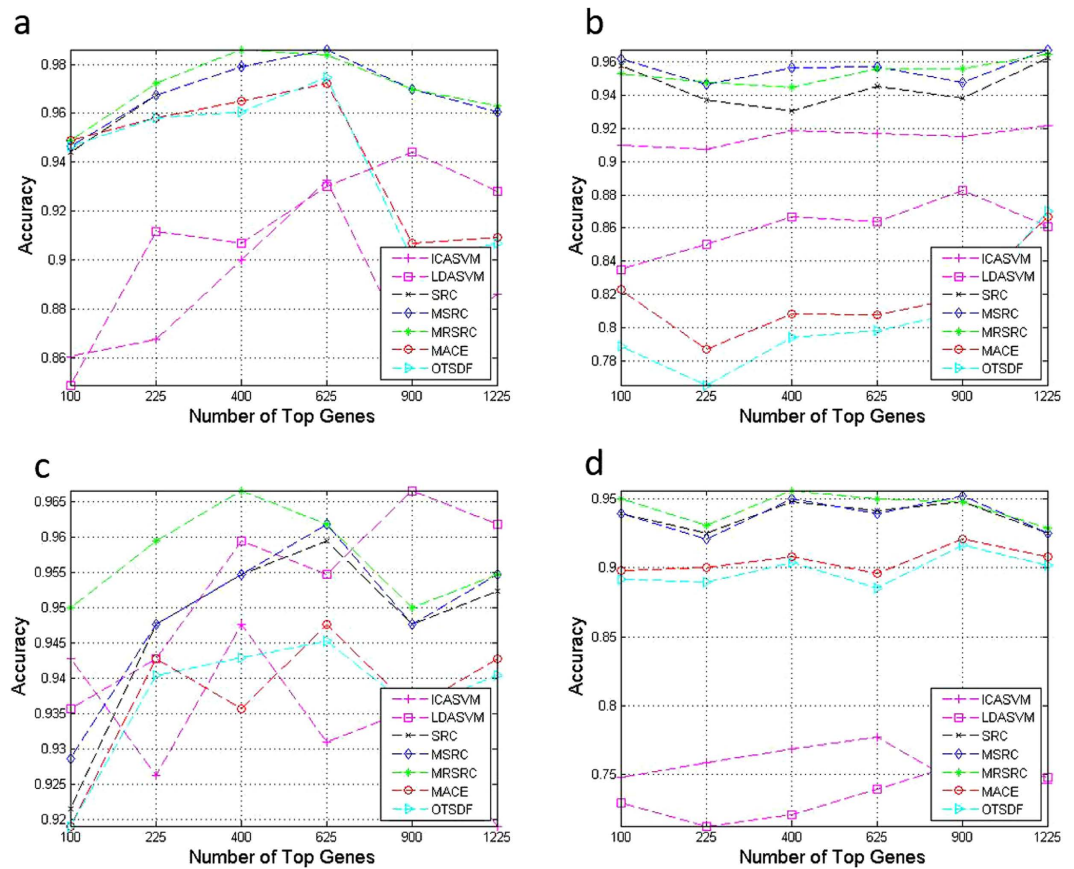 a
0.98
0.96
0.94
0.92
0.9
0.88
0.86
Accuracy
100 225 400 625 900 1225
Number of Top Genes
ICASVM
LDASVM
SRC
MSRC
MRSRC
MACE
OTSDF
b
0.96
0.94
0.92
0.9
0.88
0.86
0.84
0.82
0.8
0.78
Accuracy
100 225 400 625 900 1225
Number of Top Genes
ICASVM
LDASVM
SRC
MSRC
MRSRC
MACE
OTSDF
c
0.965
0.96
0.955
0.95
0.945
0.94
0.935
0.93
0.925
0.92
Accuracy
100 225 400 625 900 1225
Number of Top Genes
ICASVM
LDASVM
SRC
MSRC
MRSRC
MACE
OTSDF
d
0.95
0.9
0.85
0.8
0.75
Accuracy
100 225 400 625 900 1225
Number of Top Genes
ICASVM
LDASVM
SRC
MSRC
MRSRC
MACE
OTSDF